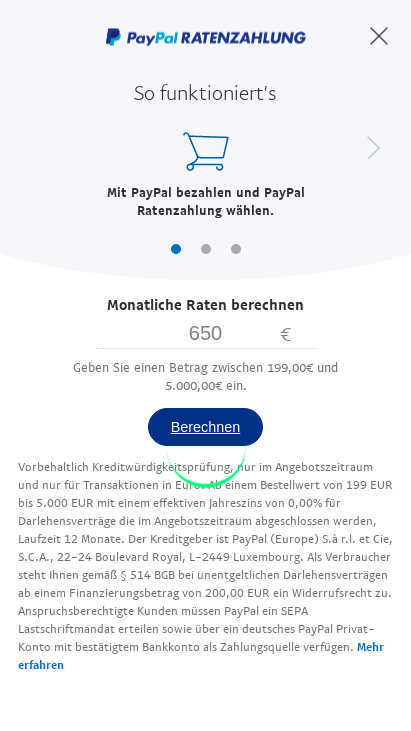 PayPal RATENZAHLUNG
So funktioniert's
Mit PayPal bezahlen und PayPal
Ratenzahlung wählen.
Monatliche Raten berechnen
650 €
Geben Sie einen Betrag zwischen 199,00€ und
5.000,00€ ein.
Berechnen
Vorbehaltlich Kreditwürdigkeitsprüfung, nur im Angebotszeitraum
und nur für Transaktionen in Euro. Ab einem Bestellwert von 199 EUR
bis 5.000 EUR mit einem effektiven Jahreszins von 0,00% für
Darlehensverträge die im Angebotszeitraum abgeschlossen werden,
Laufzeit 12 Monate. Der Kreditgeber ist PayPal (Europe) S.à r.l. et Cie,
S.C.A., 22-24 Boulevard Royal, L-2449 Luxembourg. Als Verbraucher
steht Ihnen gemäß § 514 BGB bei unentgeltlichen Darlehensverträgen
ab einem Finanzierungsbetrag von 200,00 EUR ein Widerrufsrecht zu.
Anspruchsberechtigte Kunden müssen PayPal ein SEPA
Lastschriftmandat erteilen sowie über ein deutsches PayPal Privat-
Konto mit bestätigtem Bankkonto als Zahlungsquelle verfügen. Mehr
erfahren